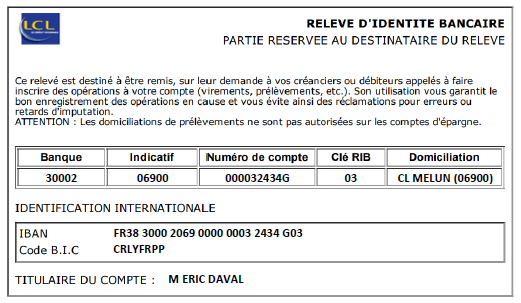 LCL
RELEVE D'IDENTITE BANCAIRE
PARTIE RESERVEE AU DESTINATAIRE DU RELEVE
Ce relevé est destiné à être remis, sur leur demande à vos créanciers ou débiteurs appelés à faire
inscrire des opérations à votre compte (virements, prélèvements, etc.). Son utilisation vous garantit le
bon enregistrement des opérations en cause et vous évite ainsi des réclamations pour erreurs ou
retards d'imputation.
ATTENTION : Les domiciliations de prélèvements ne sont pas autorisées sur les comptes d'épargne.
Banque Indicatif Numéro de compte Clé RIB Domiciliation
30002 06900 000032434G 03 CL MELUN (06900)
IDENTIFICATION INTERNATIONALE
IBAN FR38 3000 2069 0000 0003 2434 G03
Code B.I.C CRLYFRPP
TITULAIRE DU COMPTE : M ERIC DAVAL